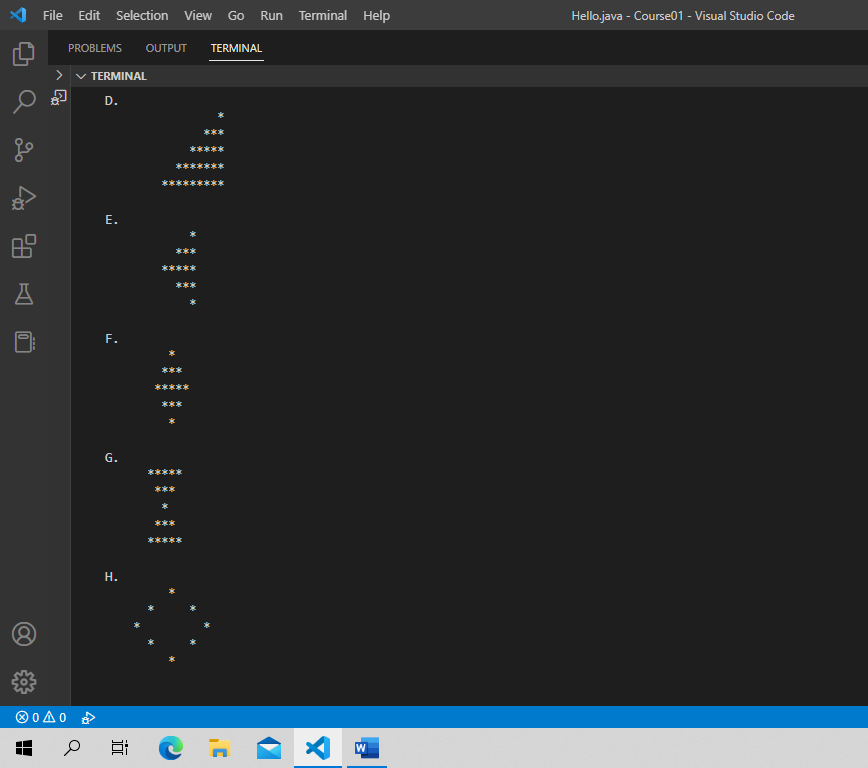 File Edit Selection View Go Run Terminal Help Hello.java - Course01 - Visual Studio Code
PROBLEMS OUTPUT TERMINAL
TERMINAL
D.
*
***
*****
*******
*********
E.
*
***
*****
***
*
F.
*
***
*****
***
*
G.
*****
***
*
***
*****
H.
*
* *
* *
* *
*
0 0
W